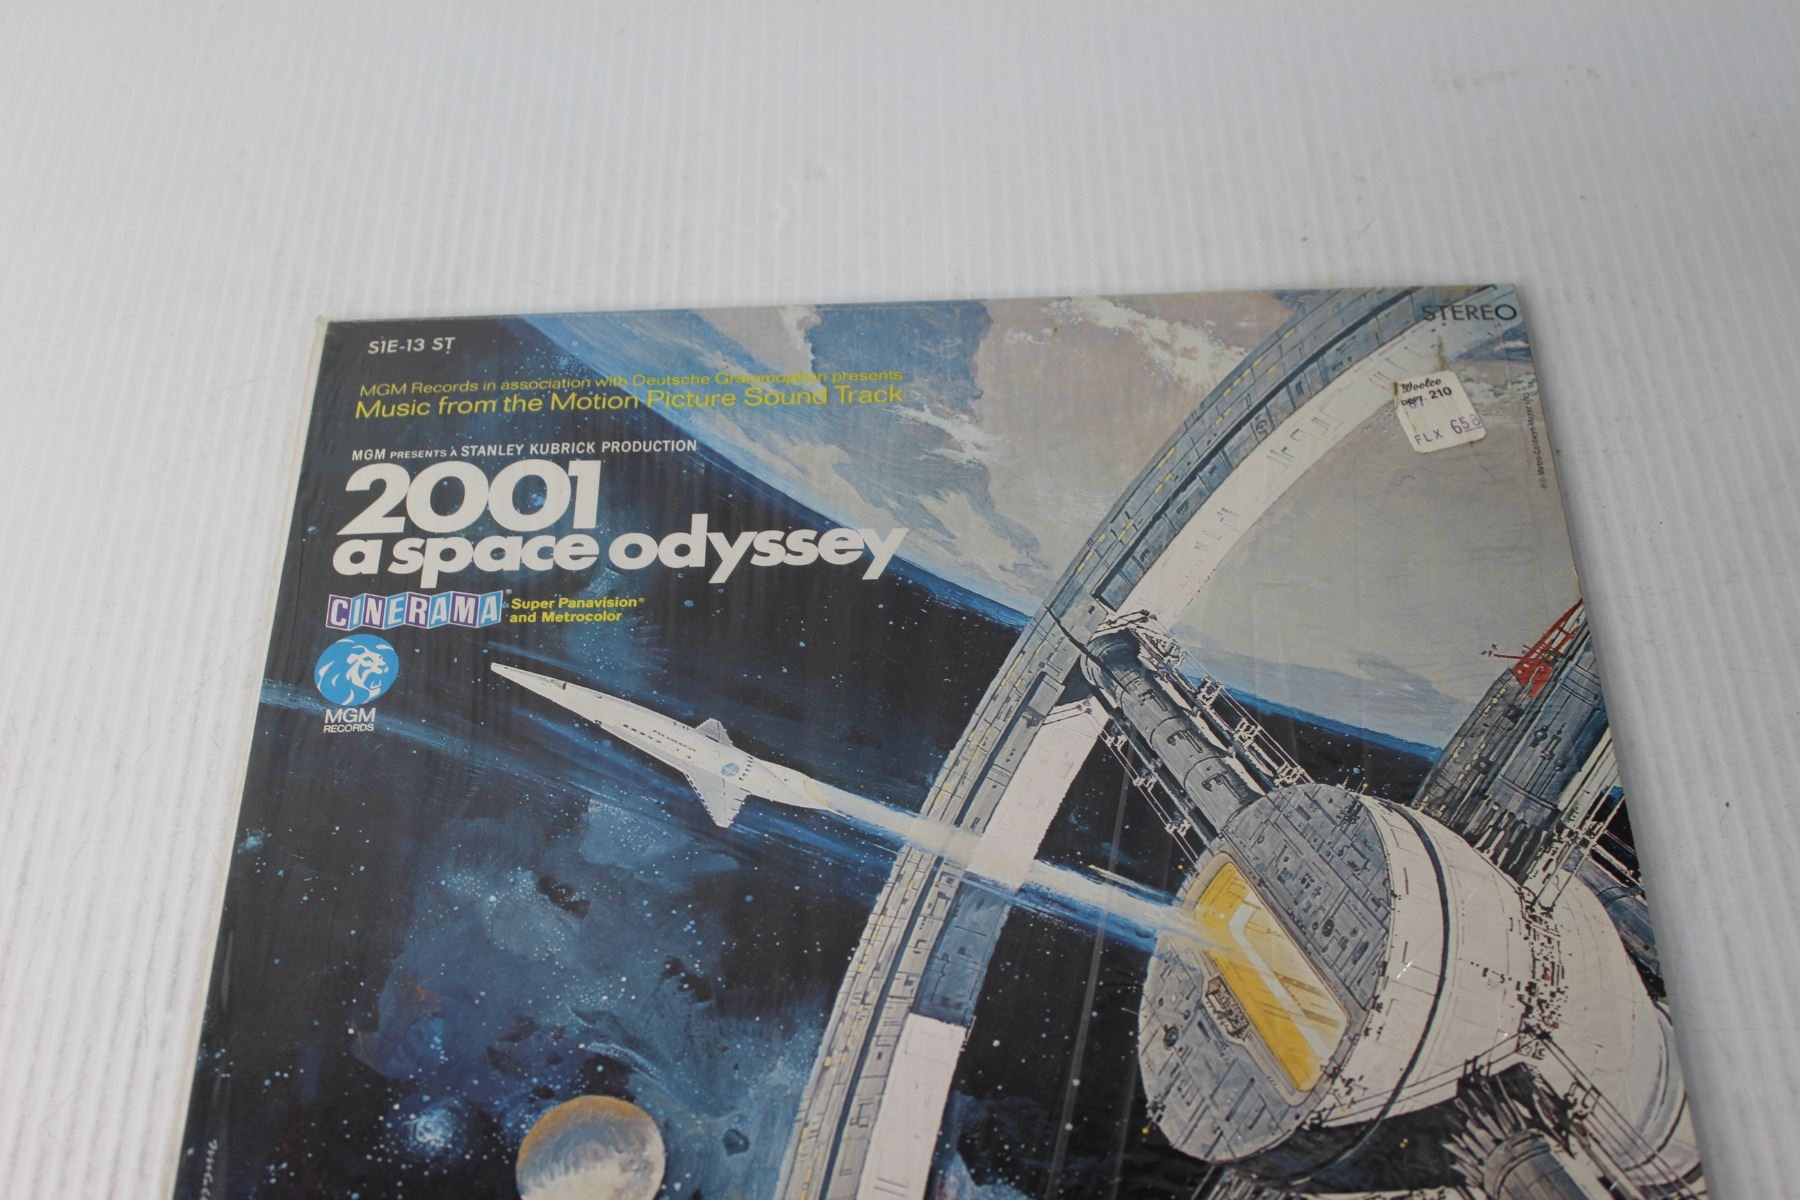 S1E-13 ST
STEREO
MGM Records in association with Deutsche Grammophon presents
Music from the Motion Picture Sound Track
MGM PRESENTS A STANLEY KUBRICK PRODUCTION
2001
a space odyssey
CINERAMA® Super Panavision®
and Metrocolor
MGM
RECORDS
PAN AMERICAN
Woolco
DEPT. 210
FLX 658